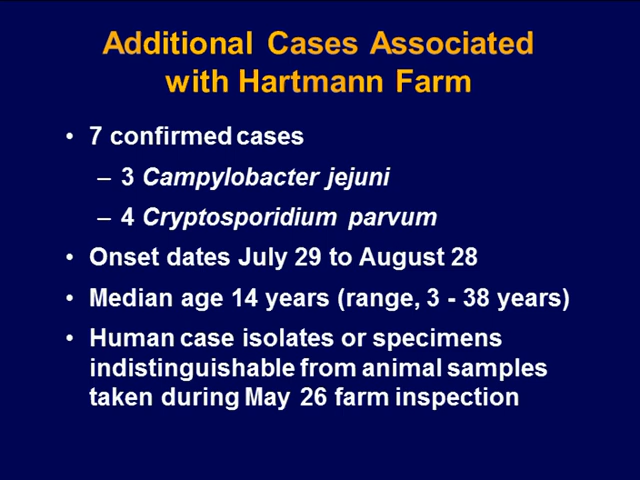 Additional Cases Associated
with Hartmann Farm
• 7 confirmed cases
– 3 Campylobacter jejuni
– 4 Cryptosporidium parvum
• Onset dates July 29 to August 28
• Median age 14 years (range, 3 - 38 years)
• Human case isolates or specimens
indistinguishable from animal samples
taken during May 26 farm inspection